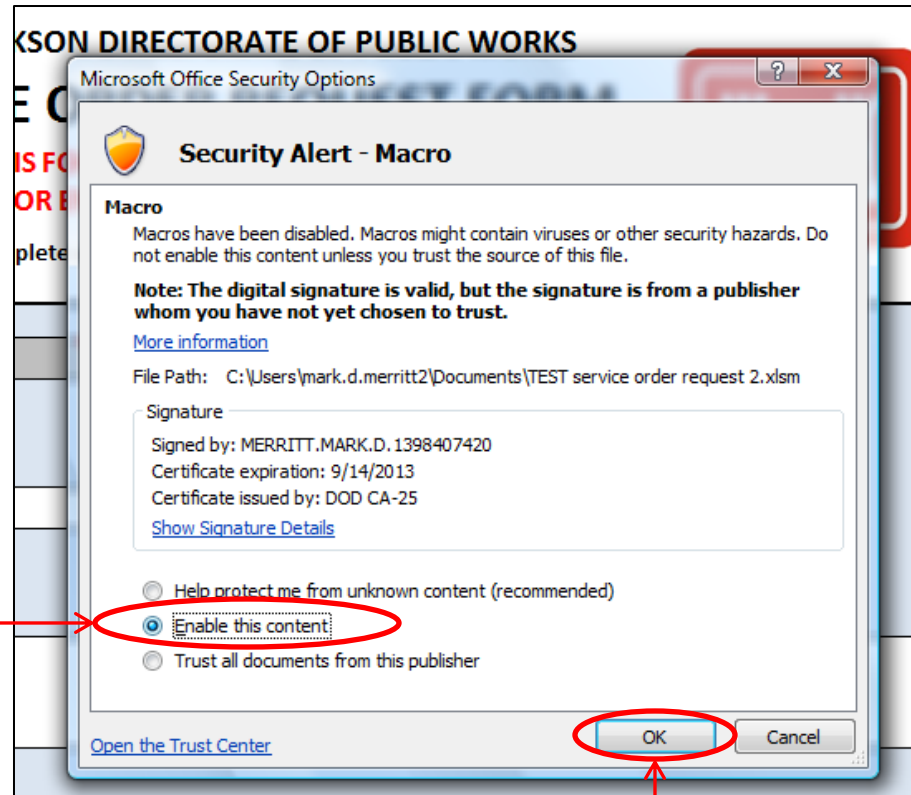 KSON DIRECTORATE OF PUBLIC WORKS
Microsoft Office Security Options
E O
IS FO
OR E
plete
Security Alert - Macro
Macro
Macros have been disabled. Macros might contain viruses or other security hazards. Do
not enable this content unless you trust the source of this file.
Note: The digital signature is valid, but the signature is from a publisher
whom you have not yet chosen to trust.
More information
File Path: C:\Users\mark.d.merritt2\Documents\TEST service order request 2.xlsm
Signature
Signed by: MERRITT.MARK.D.1398407420
Certificate expiration: 9/14/2013
Certificate issued by: DOD CA-25
Show Signature Details
Help protect me from unknown content (recommended)
Enable this content
Trust all documents from this publisher
Open the Trust Center
OK
Cancel